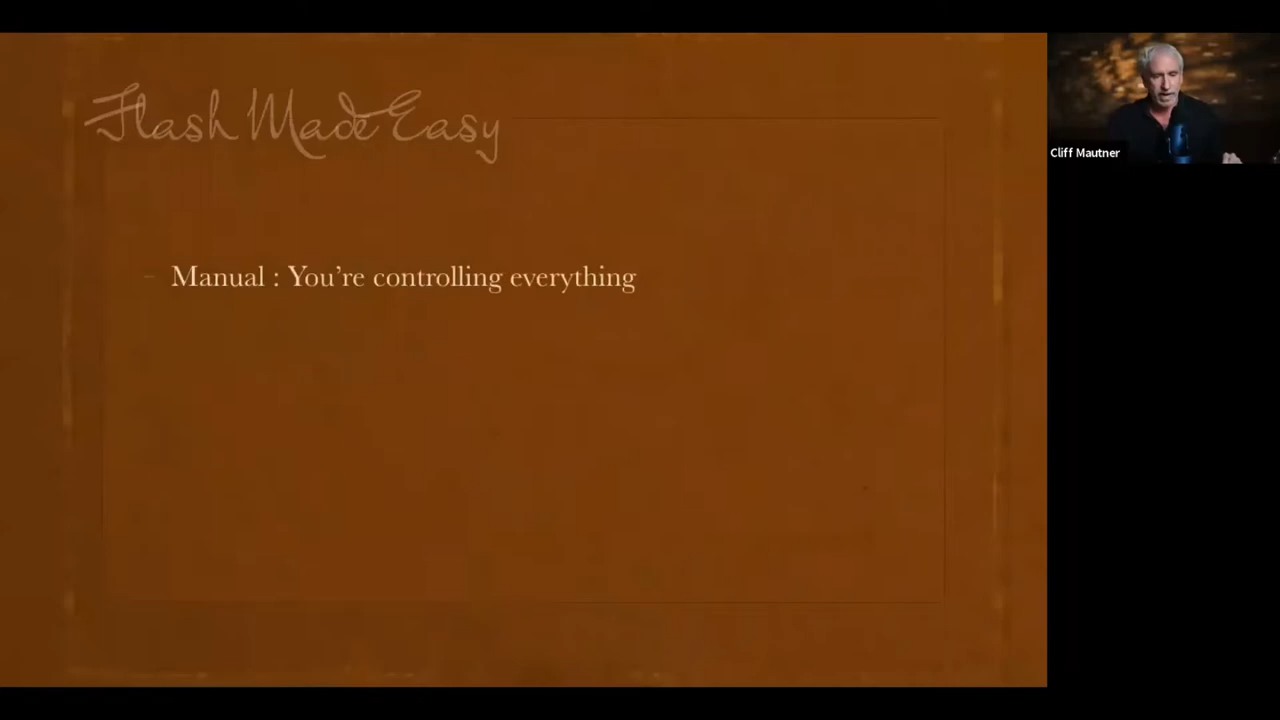 Flash Made Easy
– Manual : You're controlling everything
Cliff Mautner